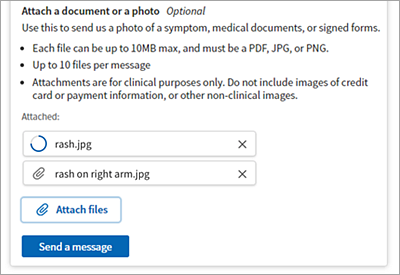 Attach a document or a photo Optional
Use this to send us a photo of a symptom, medical documents, or signed forms.
• Each file can be up to 10MB max, and must be a PDF, JPG, or PNG.
• Up to 10 files per message
• Attachments are for clinical purposes only. Do not include images of credit
card or payment information, or other non-clinical images.
Attached:
rash.jpg
rash on right arm.jpg
Attach files
Send a message